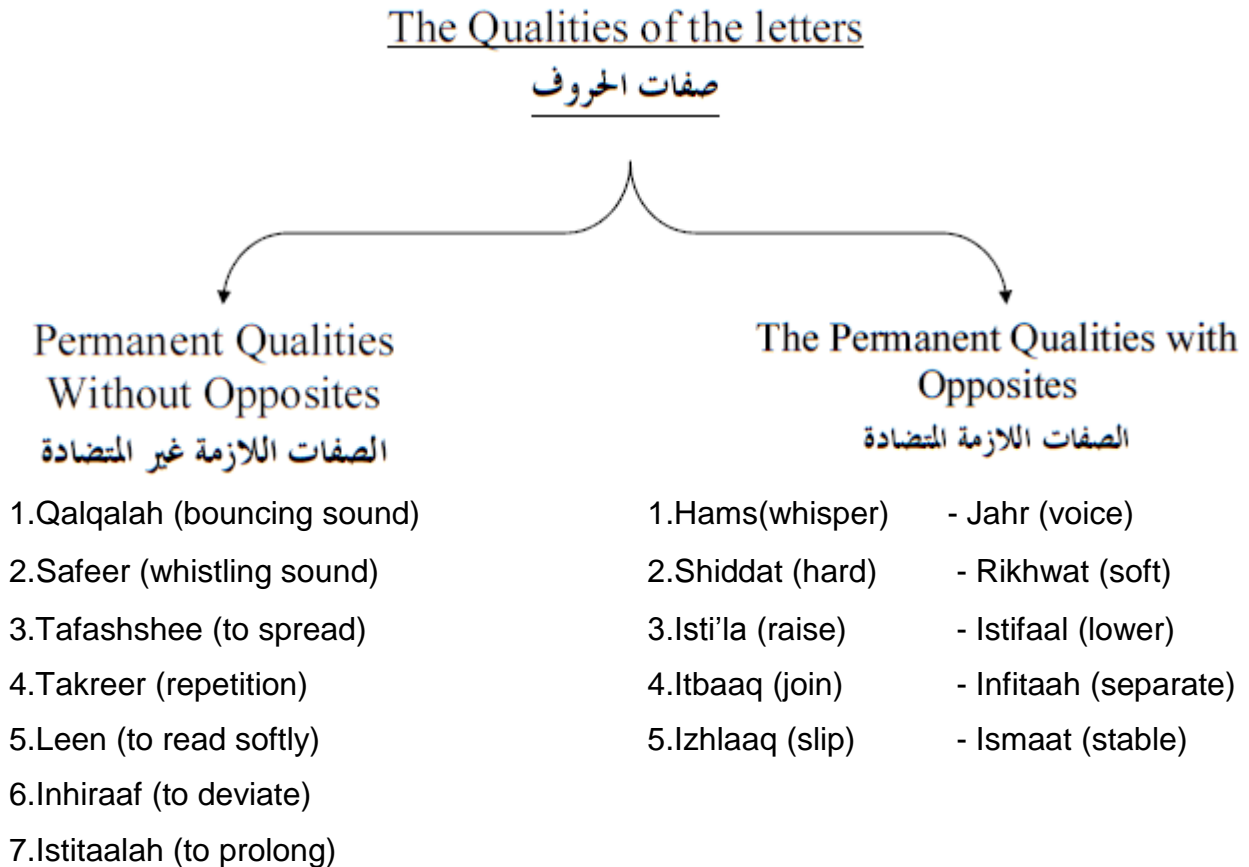 The Qualities of the letters
صفات الحروف
Permanent Qualities
Without Opposites
الصفات اللازمة غير المتضادة
1.Qalqalah (bouncing sound)
2.Safeer (whistling sound)
3.Tafashshee (to spread)
4.Takreer (repetition)
5.Leen (to read softly)
6.Inhiraaf (to deviate)
7.Istitaalah (to prolong)
The Permanent Qualities with
Opposites
الصفات اللازمة المتضادة
1.Hams(whisper) - Jahr (voice)
2.Shiddat (hard) - Rikhwat (soft)
3.Isti’la (raise) - Istifaal (lower)
4.Itbaaq (join) - Infitaah (separate)
5.Izhlaaq (slip) - Ismaat (stable)